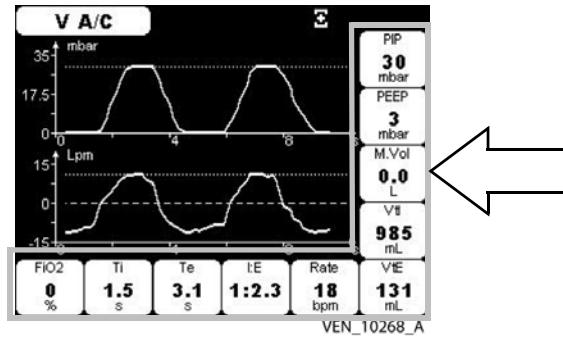 V A/C
mbar
35
17.5
0
0 4 8 s
Lpm
15
0
-15
0 4 8 s
PIP
30
mbar
PEEP
3
mbar
M.Vol
0.0
L
Vti
985
mL
FiO2 Ti Te I:E Rate VtE
0 1.5 3.1 1:2.3 18 131
% s s bpm mL
VEN_10268_A